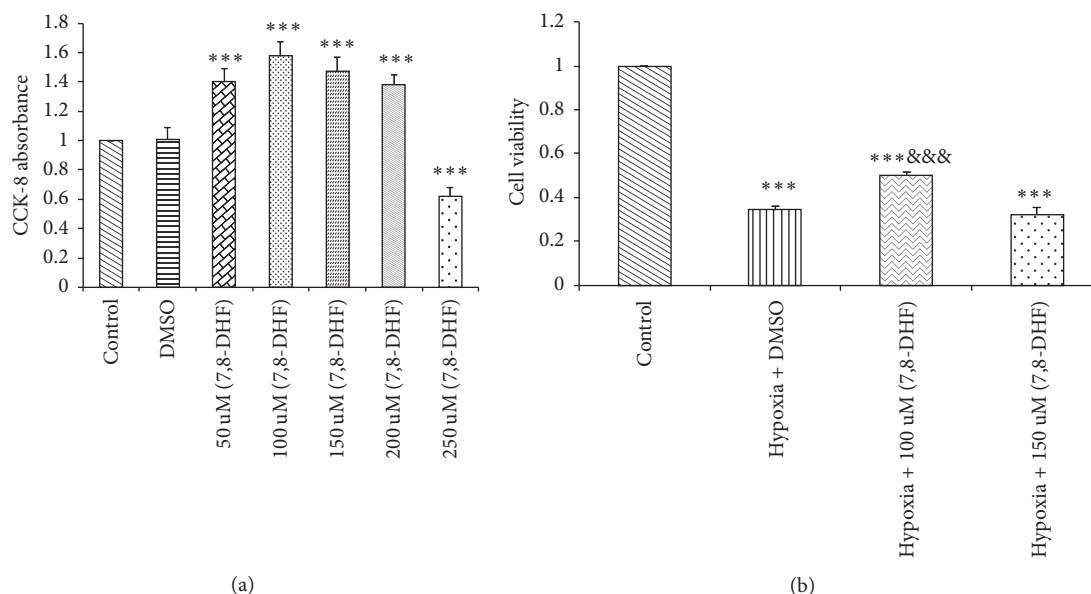 CCK-8 absorbance
1.8
1.6
1.4
1.2
1
0.8
0.6
0.4
0.2
0
***
***
***
***
***
Control
DMSO
50 uM (7,8-DHF)
100 uM (7,8-DHF)
150 uM (7,8-DHF)
200 uM (7,8-DHF)
250 uM (7,8-DHF)
(a)
Cell viability
1.2
1
0.8
0.6
0.4
0.2
0
***
***&&&
***
Control
Hypoxia + DMSO
Hypoxia + 100 uM (7,8-DHF)
Hypoxia + 150 uM (7,8-DHF)
(b)